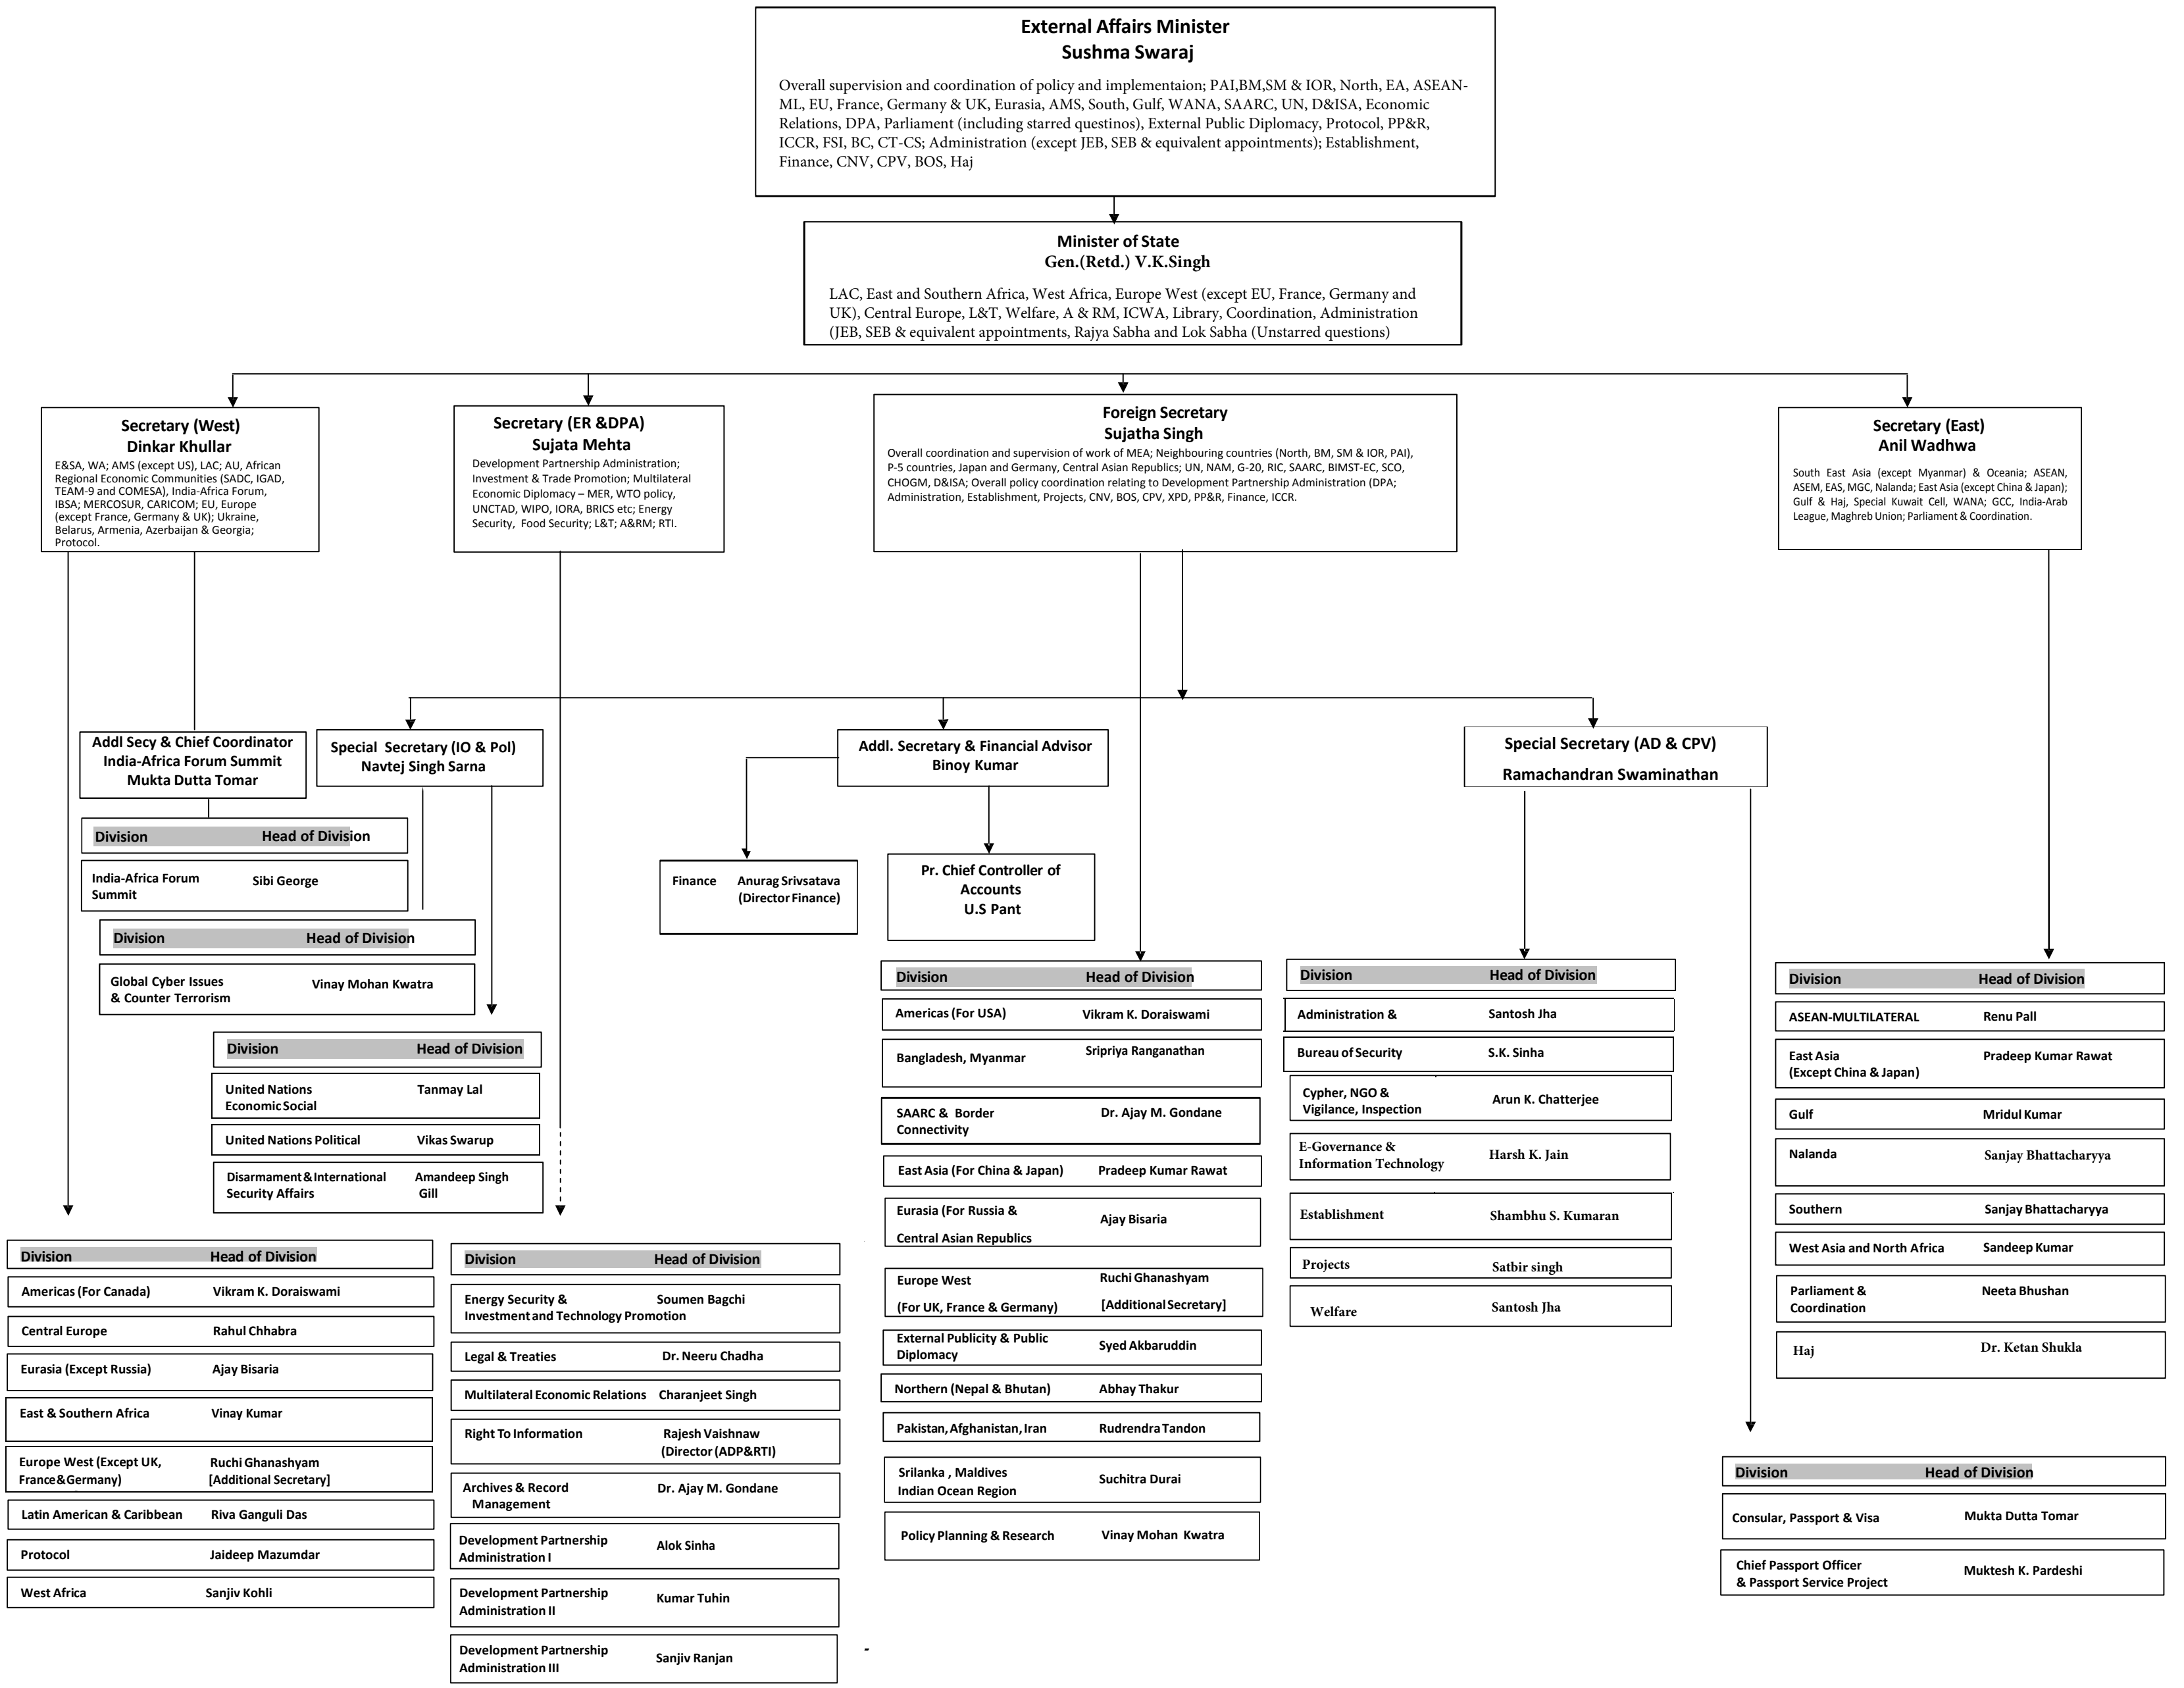 External Affairs Minister
Sushma Swaraj
Overall supervision and coordination of policy and implementaion; PAI,BM,SM & IOR, North, EA, ASEAN-
ML, EU, France, Germany & UK, Eurasia, AMS, South, Gulf, WANA, SAARC, UN, D&ISA, Economic
Relations, DPA, Parliament (including starred questinos), External Public Diplomacy, Protocol, PP&R,
ICCR, FSI, BC, CT-CS; Administration (except JEB, SEB & equivalent appointments); Establishment,
Finance, CNV, CPV, BOS, Haj
Minister of State
Gen.(Retd.) V.K.Singh
LAC, East and Southern Africa, West Africa, Europe West (except EU, France, Germany and
UK), Central Europe, L&T, Welfare, A & RM, ICWA, Library, Coordination, Administration
(JEB, SEB & equivalent appointments, Rajya Sabha and Lok Sabha (Unstarred questions)
Secretary (West)
Dinkar Khullar
E&SA, WA; AMS (except US), LAC; AU, African
Regional Economic Communities (SADC, IGAD,
TEAM-9 and COMESA), India-Africa Forum,
IBSA; MERCOSUR, CARICOM; EU, Europe
(except France, Germany & UK); Ukraine,
Belarus, Armenia, Azerbaijan & Georgia;
Protocol.
Secretary (ER &DPA)
Sujata Mehta
Development Partnership Administration;
Investment & Trade Promotion; Multilateral
Economic Diplomacy – MER, WTO policy,
UNCTAD, WIPO, IORA, BRICS etc; Energy
Security, Food Security; L&T; A&RM; RTI.
Foreign Secretary
Sujatha Singh
Overall coordination and supervision of work of MEA; Neighbouring countries (North, BM, SM & IOR, PAI),
P-5 countries, Japan and Germany, Central Asian Republics; UN, NAM, G-20, RIC, SAARC, BIMST-EC, SCO,
CHOGM, D&ISA; Overall policy coordination relating to Development Partnership Administration (DPA;
Administration, Establishment, Projects, CNV, BOS, CPV, XPD, PP&R, Finance, ICCR.
Secretary (East)
Anil Wadhwa
South East Asia (except Myanmar) & Oceania; ASEAN,
ASEM, EAS, MGC, Nalanda; East Asia (except China & Japan);
Gulf & Haj, Special Kuwait Cell, WANA; GCC, India-Arab
League, Maghreb Union; Parliament & Coordination.
Addl Secy & Chief Coordinator
India-Africa Forum Summit
Mukta Dutta Tomar
Special Secretary (IO & Pol)
Navtej Singh Sarna
Addl. Secretary & Financial Advisor
Binoy Kumar
Special Secretary (AD & CPV)
Ramachandran Swaminathan
Division Head of Division
India-Africa Forum Sibi George
Summit
Division Head of Division
Global Cyber Issues Vinay Mohan Kwatra
& Counter Terrorism
Division Head of Division
United Nations Tanmay Lal
Economic Social
United Nations Political Vikas Swarup
Disarmament & International Amandeep Singh
Security Affairs Gill
Finance Anurag Srivsatava
(Director Finance)
Pr. Chief Controller of
Accounts
U.S Pant
Division Head of Division
Americas (For Canada) Vikram K. Doraiswami
Central Europe Rahul Chhabra
Eurasia (Except Russia) Ajay Bisaria
East & Southern Africa Vinay Kumar
Europe West (Except UK, Ruchi Ghanashyam
France&Germany) [Additional Secretary]
Latin American & Caribbean Riva Ganguli Das
Protocol Jaideep Mazumdar
West Africa Sanjiv Kohli
Division Head of Division
Energy Security & Soumen Bagchi
Investment and Technology Promotion
Legal & Treaties Dr. Neeru Chadha
Multilateral Economic Relations Charanjeet Singh
Right To Information Rajesh Vaishnaw
(Director (ADP&RTI)
Archives & Record Dr. Ajay M. Gondane
Management
Development Partnership Alok Sinha
Administration I
Development Partnership Kumar Tuhin
Administration II
Development Partnership Sanjiv Ranjan
Administration III
Division Head of Division
Americas (For USA) Vikram K. Doraiswami
Bangladesh, Myanmar Sripriya Ranganathan
SAARC & Border Dr. Ajay M. Gondane
Connectivity
East Asia (For China & Japan) Pradeep Kumar Rawat
Eurasia (For Russia & Ajay Bisaria
Central Asian Republics
Europe West Ruchi Ghanashyam
(For UK, France & Germany) [Additional Secretary]
External Publicity & Public Syed Akbaruddin
Diplomacy
Northern (Nepal & Bhutan) Abhay Thakur
Pakistan, Afghanistan, Iran Rudrendra Tandon
Srilanka , Maldives Suchitra Durai
Indian Ocean Region
Policy Planning & Research Vinay Mohan Kwatra
Division Head of Division
Administration & Santosh Jha
Bureau of Security S.K. Sinha
Cypher, NGO & Arun K. Chatterjee
Vigilance, Inspection
E-Governance & Harsh K. Jain
Information Technology
Establishment Shambhu S. Kumaran
Projects Satbir singh
Welfare Santosh Jha
Division Head of Division
ASEAN-MULTILATERAL Renu Pall
East Asia Pradeep Kumar Rawat
(Except China & Japan)
Gulf Mridul Kumar
Nalanda Sanjay Bhattacharyya
Southern Sanjay Bhattacharyya
West Asia and North Africa Sandeep Kumar
Parliament & Neeta Bhushan
Coordination
Haj Dr. Ketan Shukla
Division Head of Division
Consular, Passport & Visa Mukta Dutta Tomar
Chief Passport Officer Muktesh K. Pardeshi
& Passport Service Project